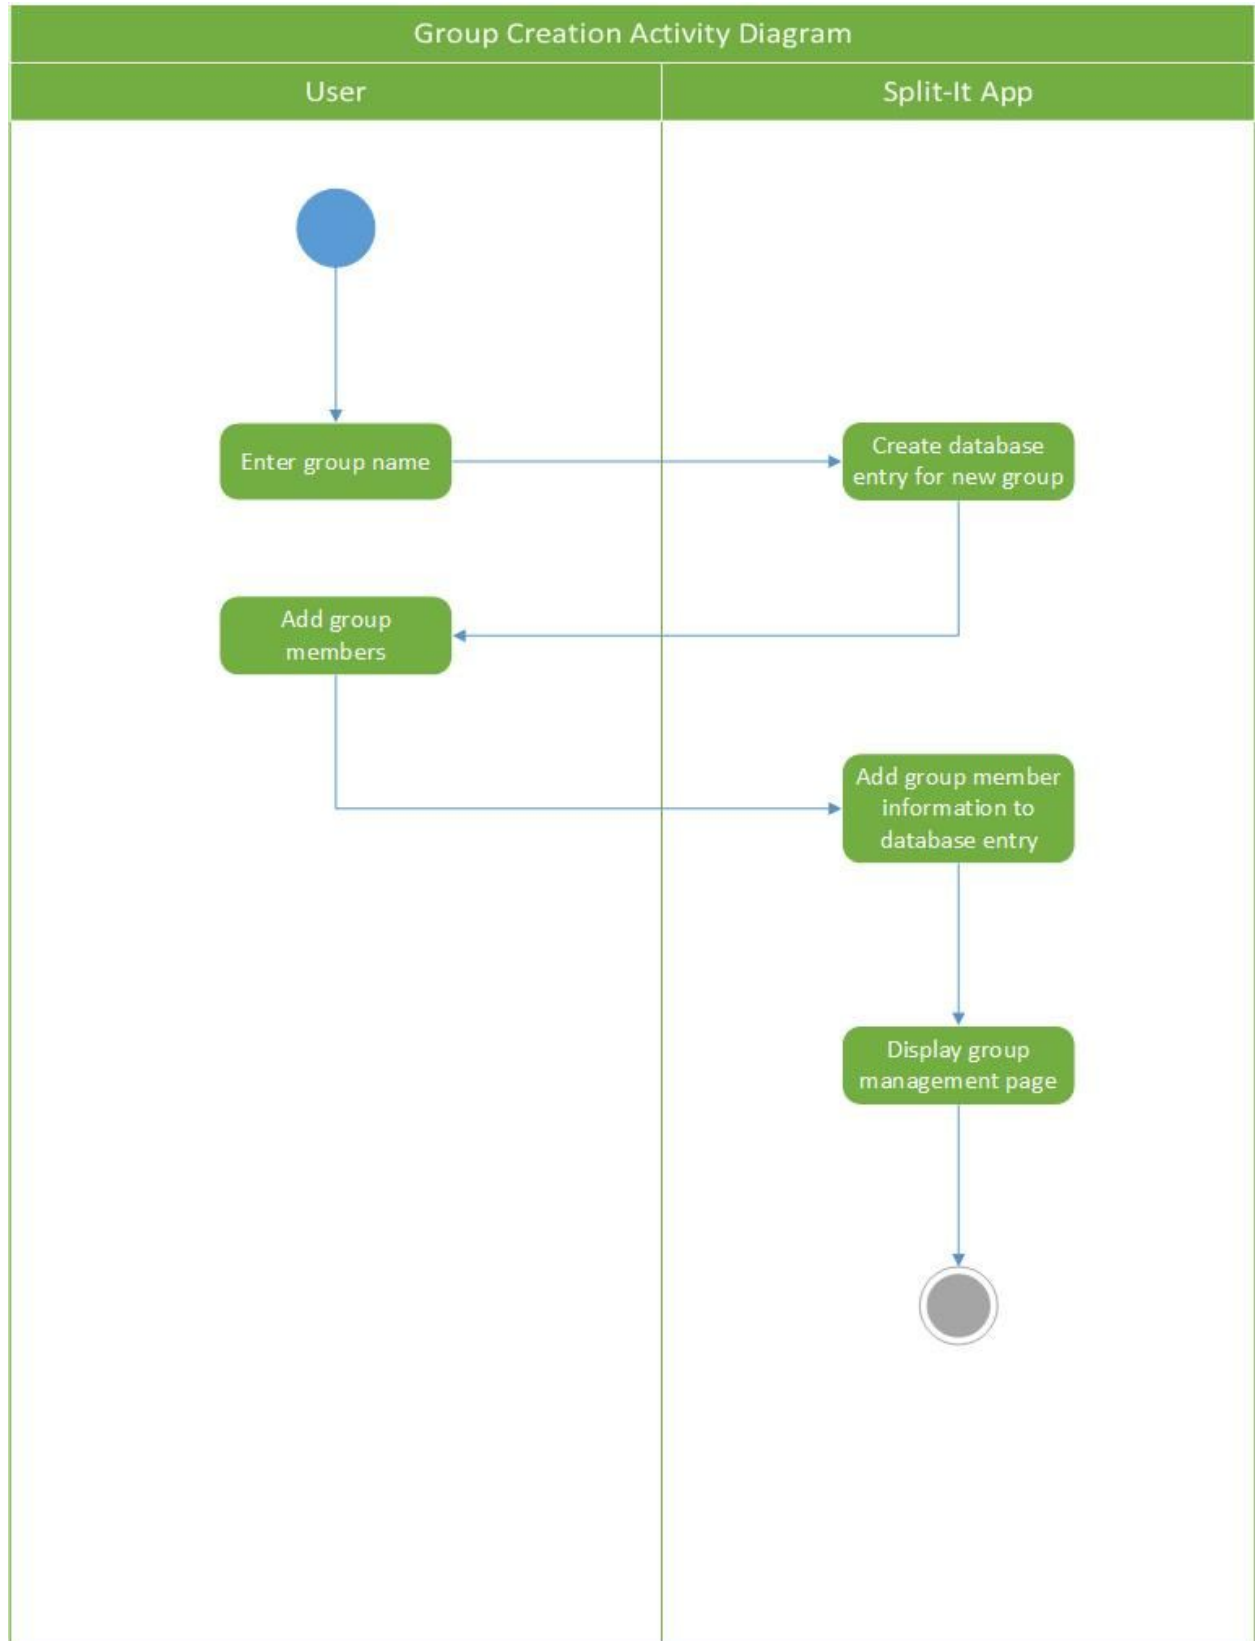 Group Creation Activity Diagram
User
Split-It App
Enter group name
Create database
entry for new group
Add group
members
Add group member
information to
database entry
Display group
management page